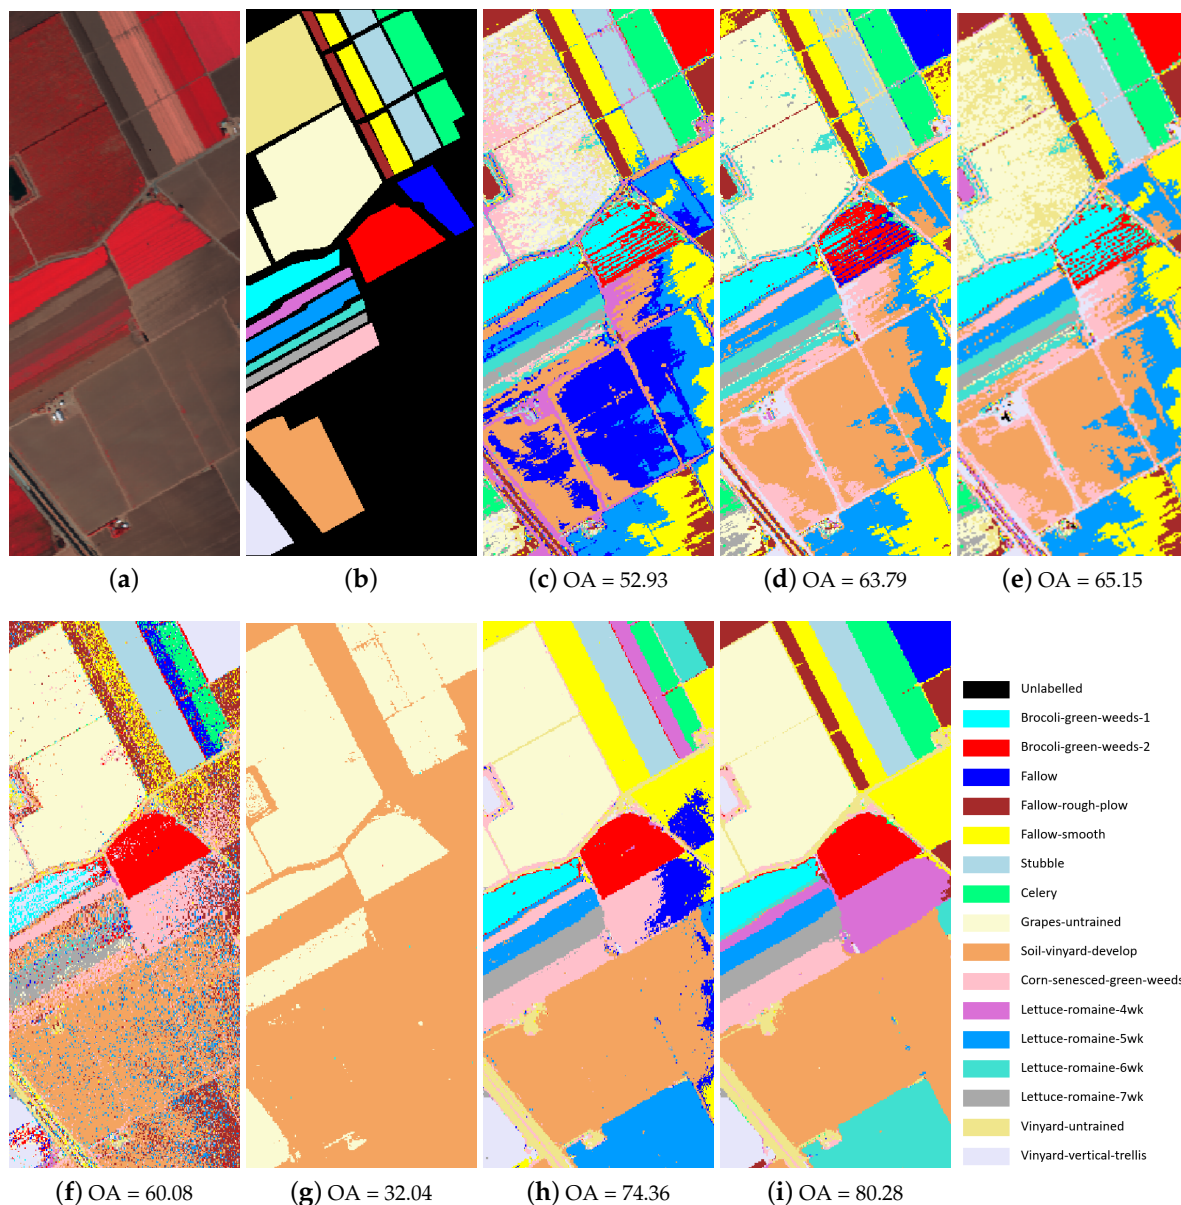 (a)
(b)
(c) OA = 52.93
(d) OA = 63.79
(e) OA = 65.15
Unlabelled
Brocoli-green-weeds-1
Brocoli-green-weeds-2
Fallow
Fallow-rough-plow
Fallow-smooth
Stubble
Celery
Grapes-untrained
Soil-vinyard-develop
Corn-senesced-green-weeds
Lettuce-romaine-4wk
Lettuce-romaine-5wk
Lettuce-romaine-6wk
Lettuce-romaine-7wk
Vinyard-untrained
Vinyard-vertical-trellis
(f) OA = 60.08
(g) OA = 32.04
(h) OA = 74.36
(i) OA = 80.28